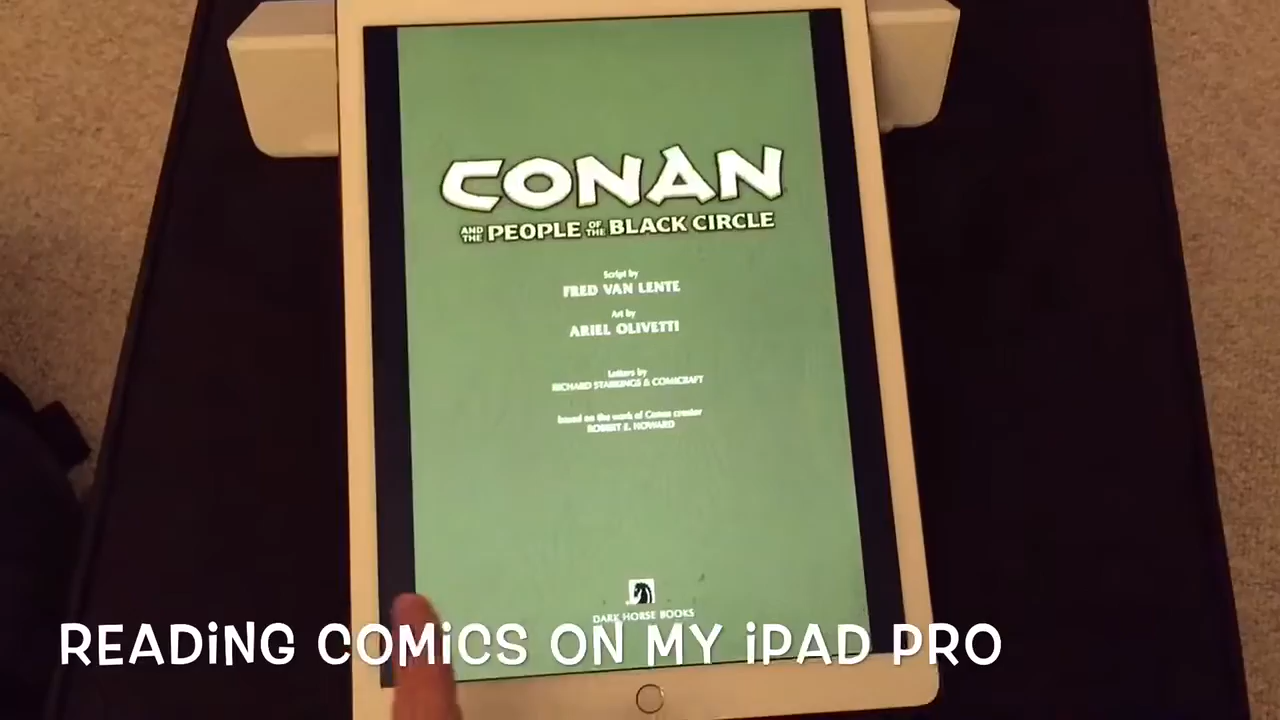 CONAN
AND THE PEOPLE OF THE BLACK CIRCLE
Script by
FRED VAN LENTE
Art by
ARIEL OLIVETTI
Letters by
RICHARD STARKINGS & COMICRAFT
based on the work of Conan creator
ROBERT E. HOWARD
DARK HORSE BOOKS
READING COMICS ON MY IPAD PRO